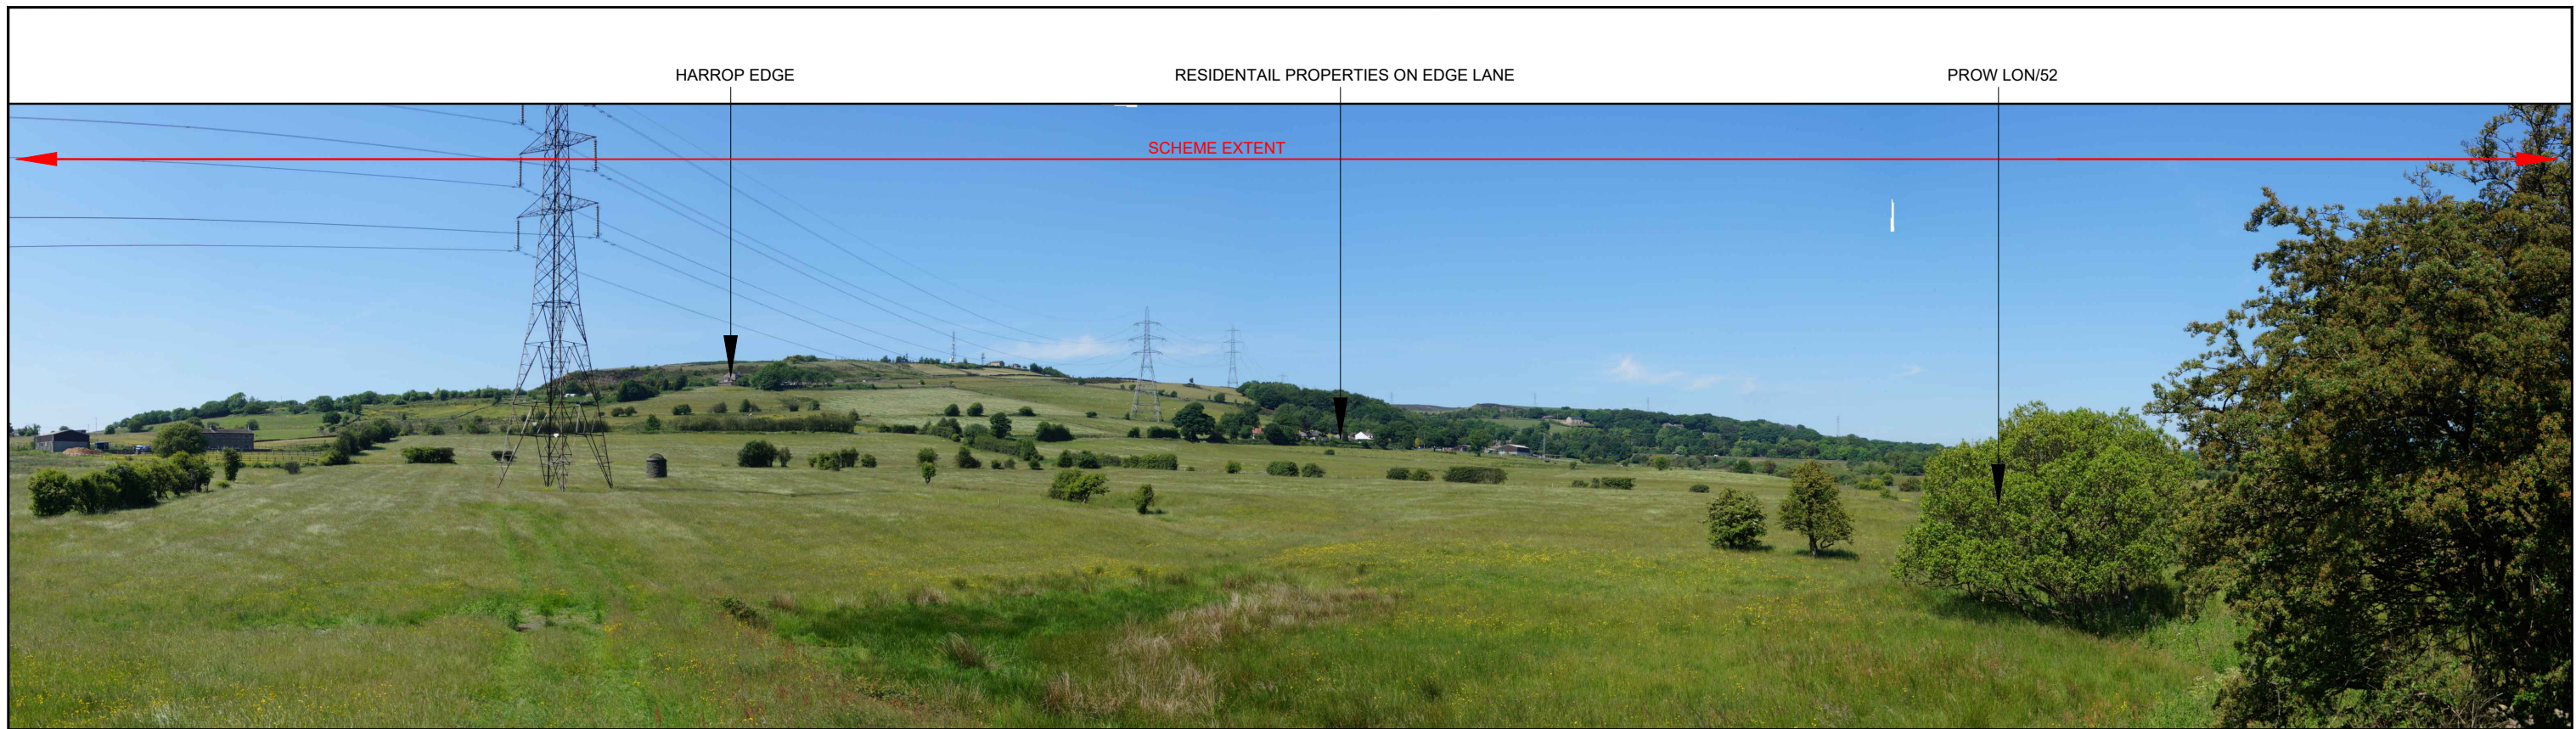 HARROP EDGE
RESIDENTAIL PROPERTIES ON EDGE LANE
PROW LON/52
SCHEME EXTENT